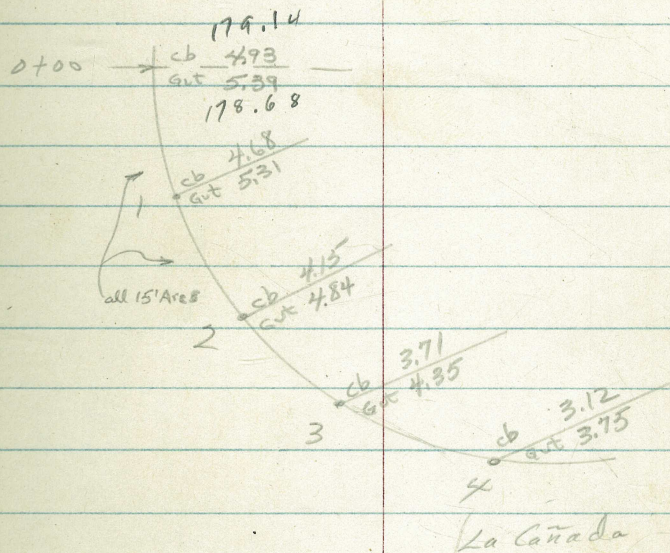 179.14
0+00 cb 4.93
Gut 5.39
178.68
cb 4.68
Gut 5.31
1
all 15' Arcs
cb 4.15
Gut 4.84
2
cb 3.71
Gut 4.35
3
cb 3.12
Gut 3.75
4
La Cañada